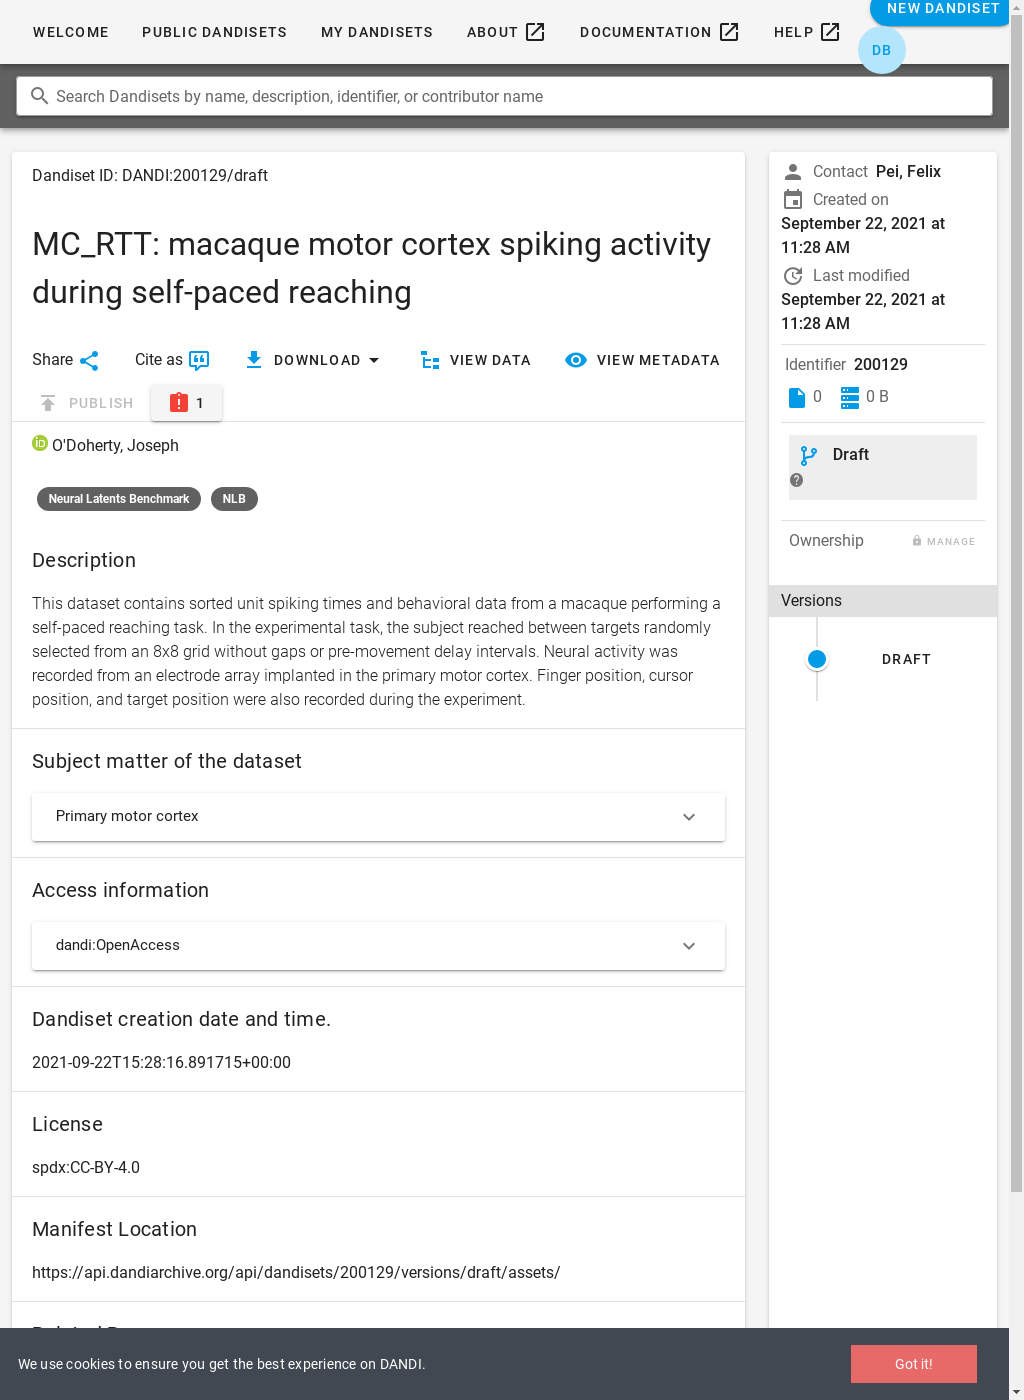 WELCOME PUBLIC DANDISETS MY DANDISETS ABOUT DOCUMENTATION HELP NEW DANDISET
DB
Search Dandisets by name, description, identifier, or contributor name
Dandiset ID: DANDI:200129/draft
MC_RTT: macaque motor cortex spiking activity
during self-paced reaching
Share Cite as DOWNLOAD VIEW DATA VIEW METADATA
PUBLISH 1
iD O'Doherty, Joseph
Neural Latents Benchmark NLB
Description
This dataset contains sorted unit spiking times and behavioral data from a macaque performing a
self-paced reaching task. In the experimental task, the subject reached between targets randomly
selected from an 8x8 grid without gaps or pre-movement delay intervals. Neural activity was
recorded from an electrode array implanted in the primary motor cortex. Finger position, cursor
position, and target position were also recorded during the experiment.
Subject matter of the dataset
Primary motor cortex
Access information
dandi:OpenAccess
Dandiset creation date and time.
2021-09-22T15:28:16.891715+00:00
License
spdx:CC-BY-4.0
Manifest Location
https://api.dandiarchive.org/api/dandisets/200129/versions/draft/assets/
Contact Pei, Felix
Created on
September 22, 2021 at
11:28 AM
Last modified
September 22, 2021 at
11:28 AM
Identifier 200129
0 0 B
Draft
Ownership MANAGE
Versions
DRAFT
We use cookies to ensure you get the best experience on DANDI.
Got it!